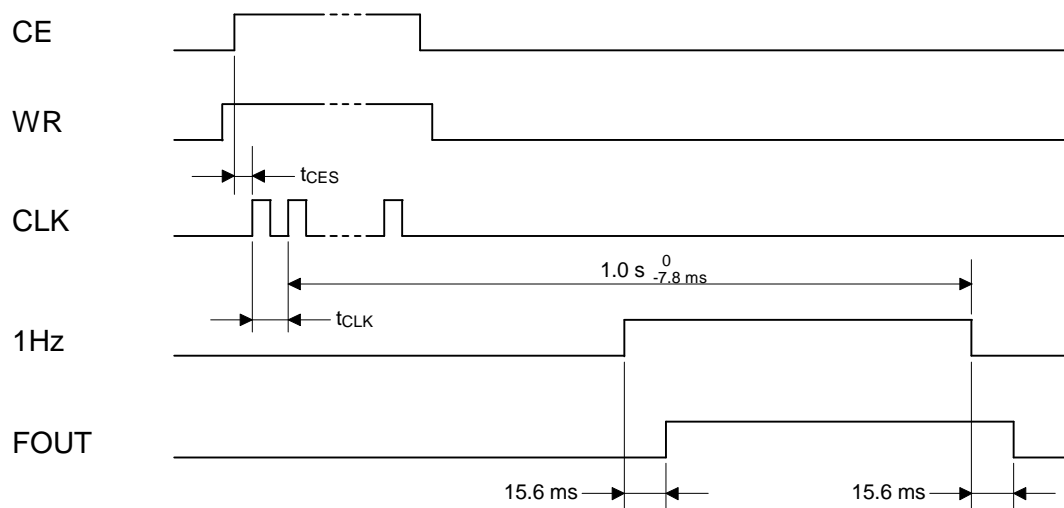 CE
WR
tCES
CLK
1.0 s 0 -7.8 ms
tCLK
1Hz
FOUT
15.6 ms 15.6 ms